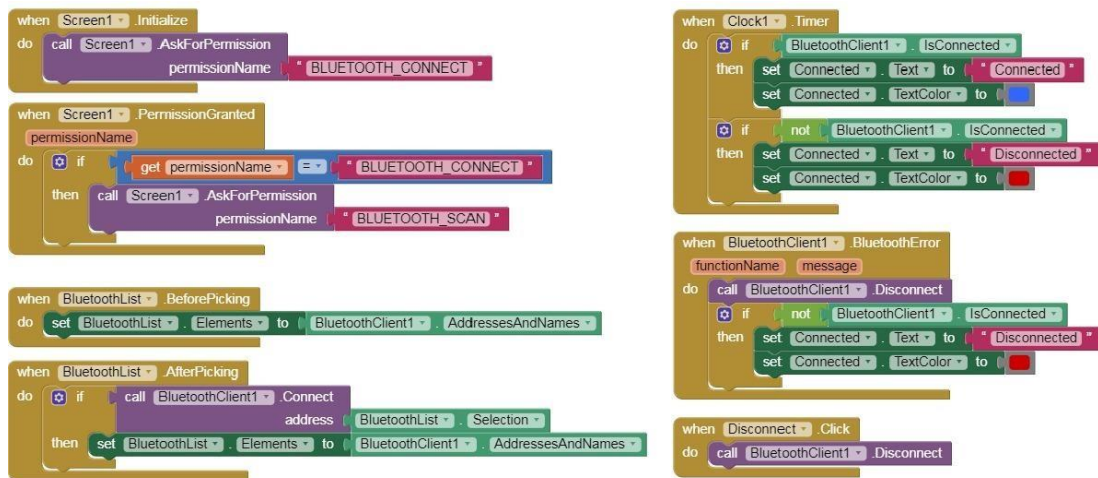 when Screen1 .Initialize
do call Screen1 .AskForPermission
permissionName " BLUETOOTH_CONNECT "
when Screen1 .PermissionGranted
permissionName
do if get permissionName = " BLUETOOTH_CONNECT "
then call Screen1 .AskForPermission
permissionName " BLUETOOTH_SCAN "
when BluetoothList .BeforePicking
do set BluetoothList . Elements to BluetoothClient1 . AddressesAndNames
when BluetoothList .AfterPicking
do if call BluetoothClient1 .Connect
address BluetoothList . Selection
then set BluetoothList . Elements to BluetoothClient1 . AddressesAndNames
when Clock1 .Timer
do if BluetoothClient1 . IsConnected
then set Connected . Text to " Connected "
set Connected . TextColor to
if not BluetoothClient1 . IsConnected
then set Connected . Text to " Disconnected "
set Connected . TextColor to
when BluetoothClient1 .BluetoothError
functionName message
do call BluetoothClient1 .Disconnect
if not BluetoothClient1 . IsConnected
then set Connected . Text to " Disconnected "
set Connected . TextColor to
when Disconnect .Click
do call BluetoothClient1 .Disconnect